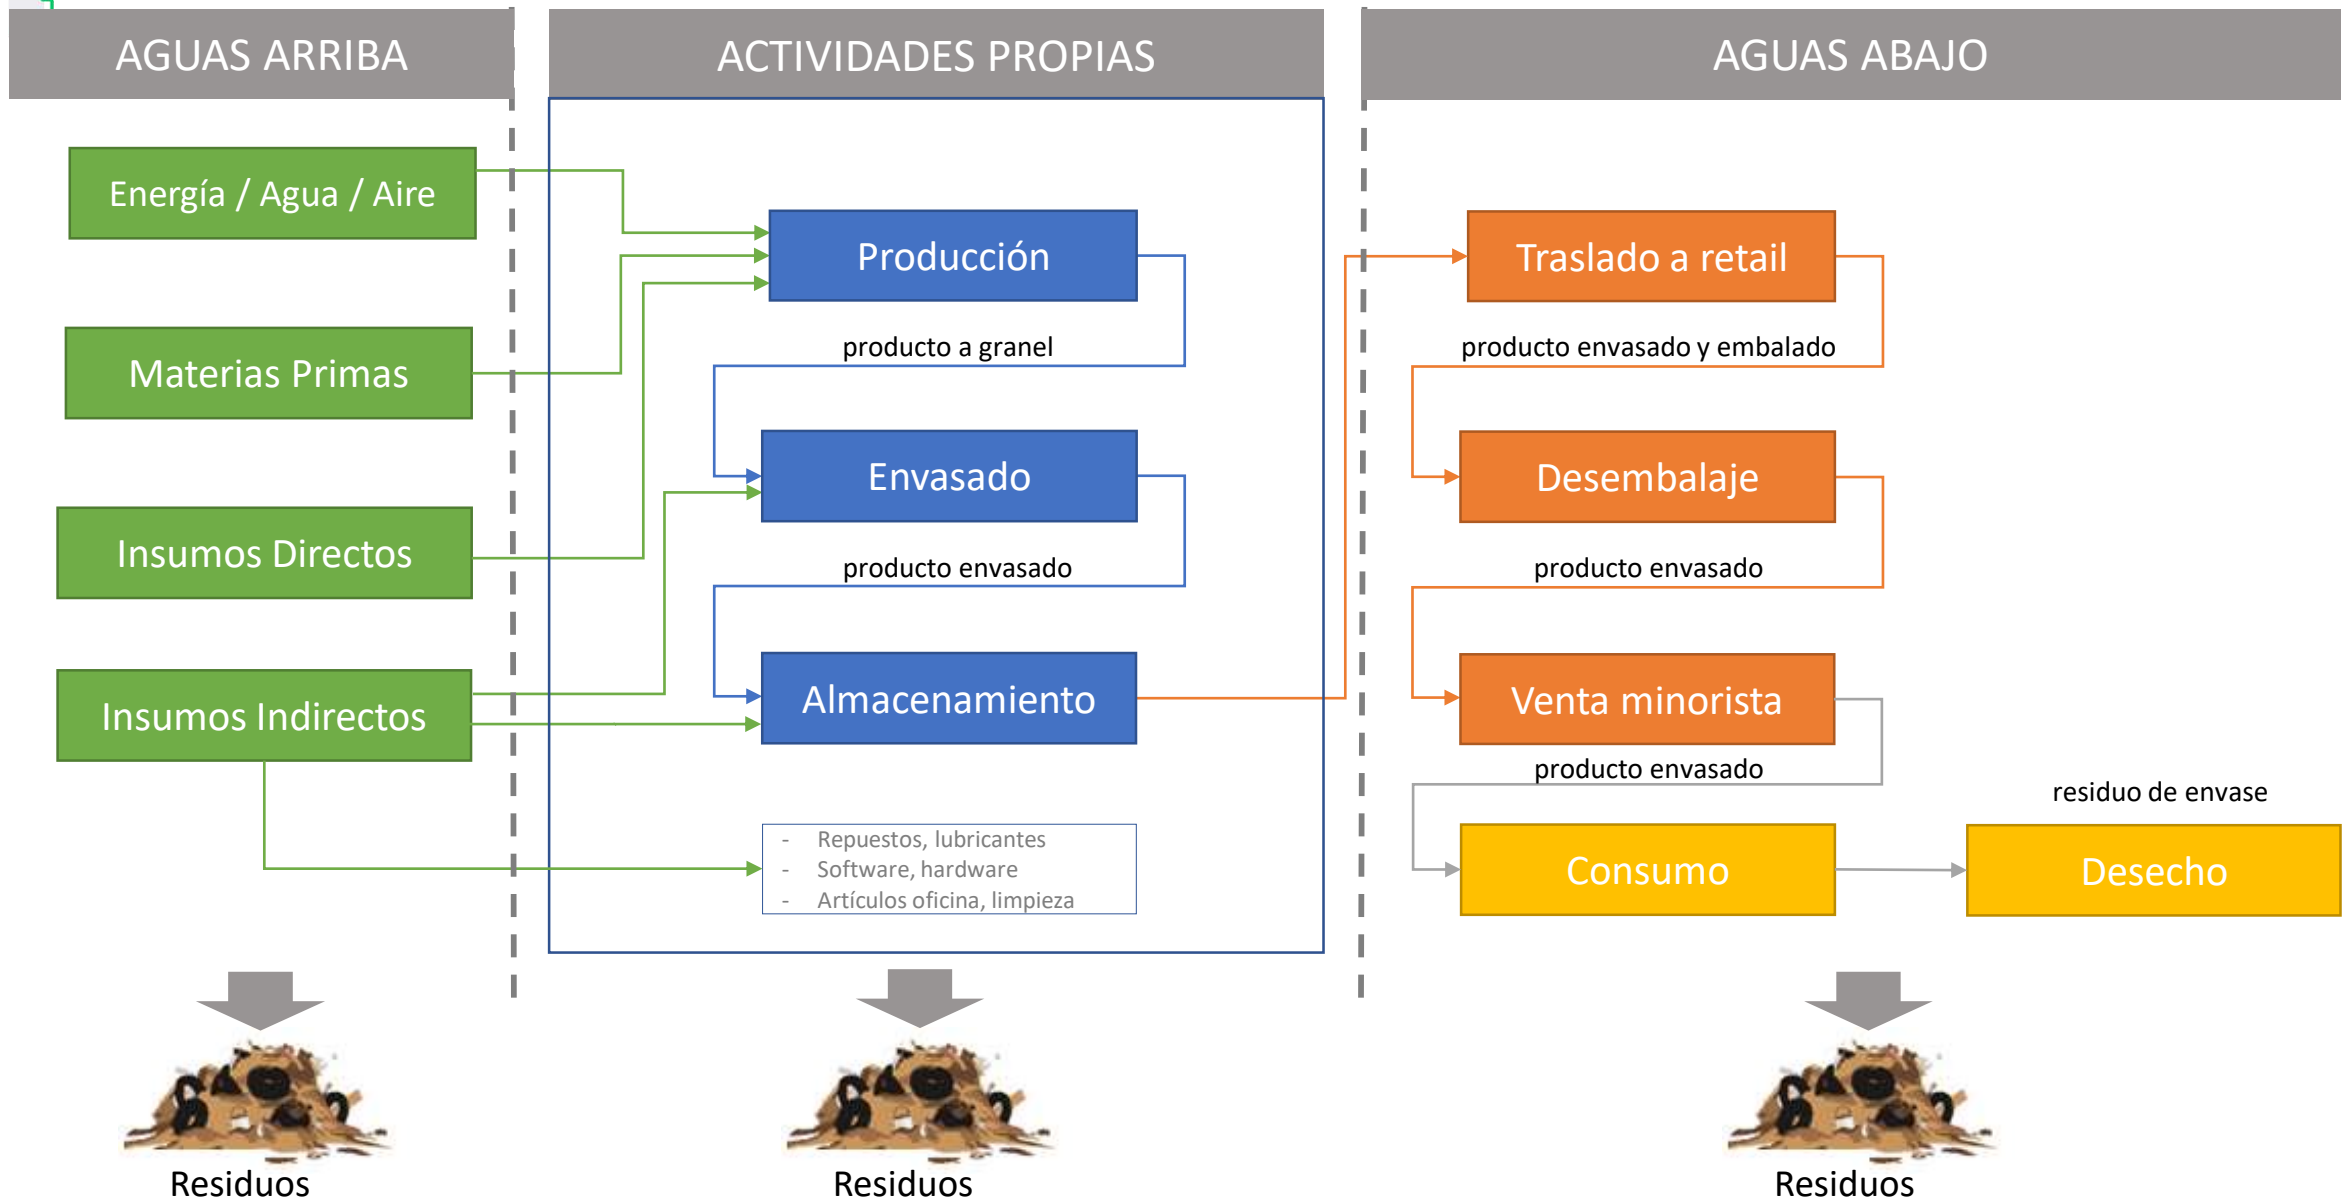 AGUAS ARRIBA
ACTIVIDADES PROPIAS
AGUAS ABAJO
Energía / Agua / Aire
Materias Primas
Insumos Directos
Insumos Indirectos
Producción
producto a granel
Envasado
producto envasado
Almacenamiento
- Repuestos, lubricantes
- Software, hardware
- Artículos oficina, limpieza
Traslado a retail
producto envasado y embalado
Desembalaje
producto envasado
Venta minorista
producto envasado
Consumo
residuo de envase
Desecho
Residuos
Residuos
Residuos